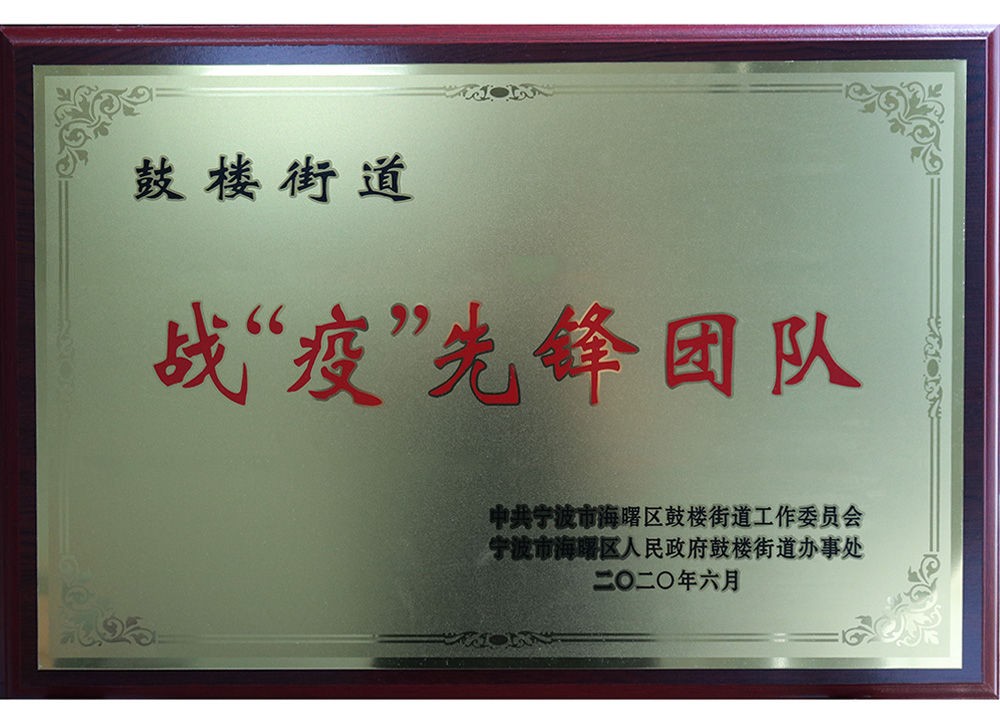 鼓楼街道
战“疫”先锋团队
中共宁波市海曙区鼓楼街道工作委员会
宁波市海曙区人民政府鼓楼街道办事处
二〇二〇年六月